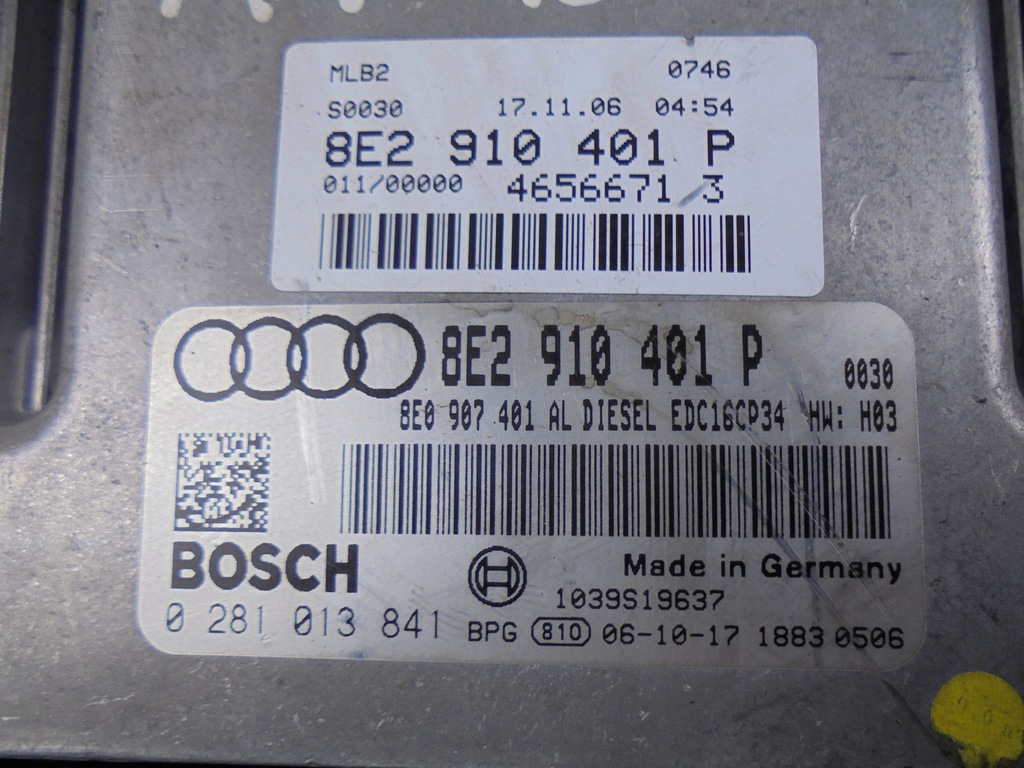 MLB2 0746
S0030 17.11.06 04:54
8E2 910 401 P
011/00000 4656671 3
8E2 910 401 P 0030
8E0 907 401 AL DIESEL EDC16CP34 HW: H03
BOSCH Made in Germany
1039S19637
0 281 013 841 BPG 810 06-10-17 1883 0506